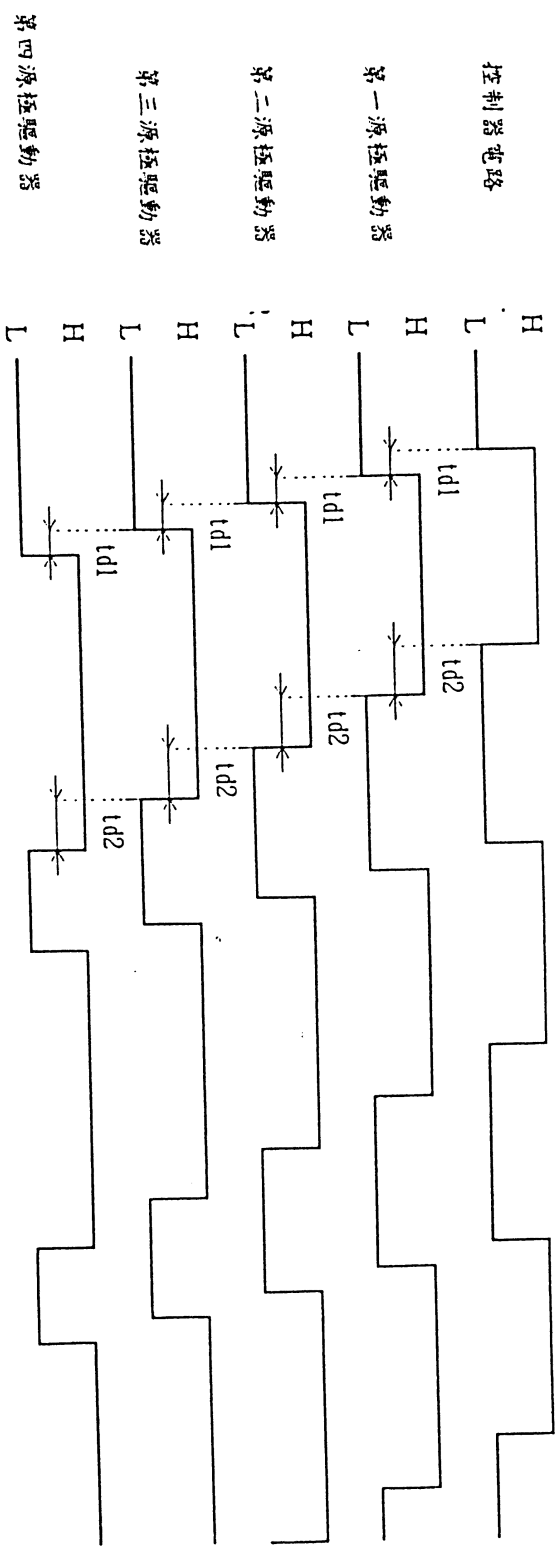 控制器電路
H
L
第一源極驅動器
H
L
td1
td2
第二源極驅動器
H
L
td1
td2
第三源極驅動器
H
L
td1
td2
第四源極驅動器
H
L
td1
td2